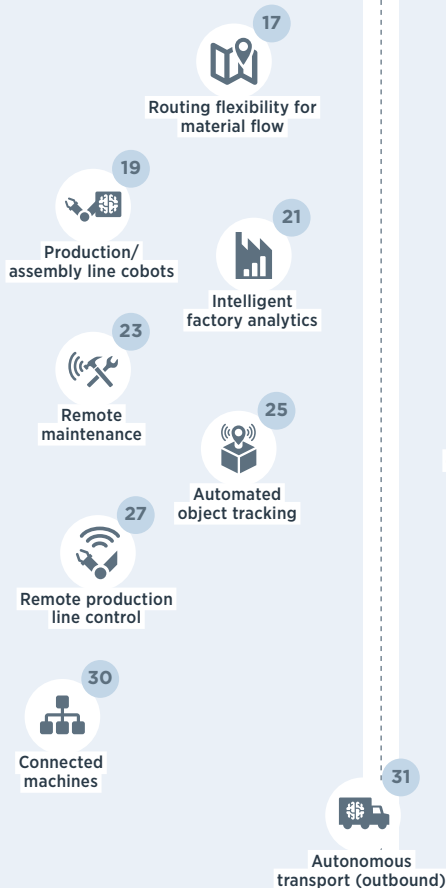 17
Routing flexibility for
material flow
19
Production/
assembly line cobots
21
Intelligent
factory analytics
23
Remote
maintenance
25
Automated
object tracking
27
Remote production
line control
30
Connected
machines
31
Autonomous
transport (outbound)